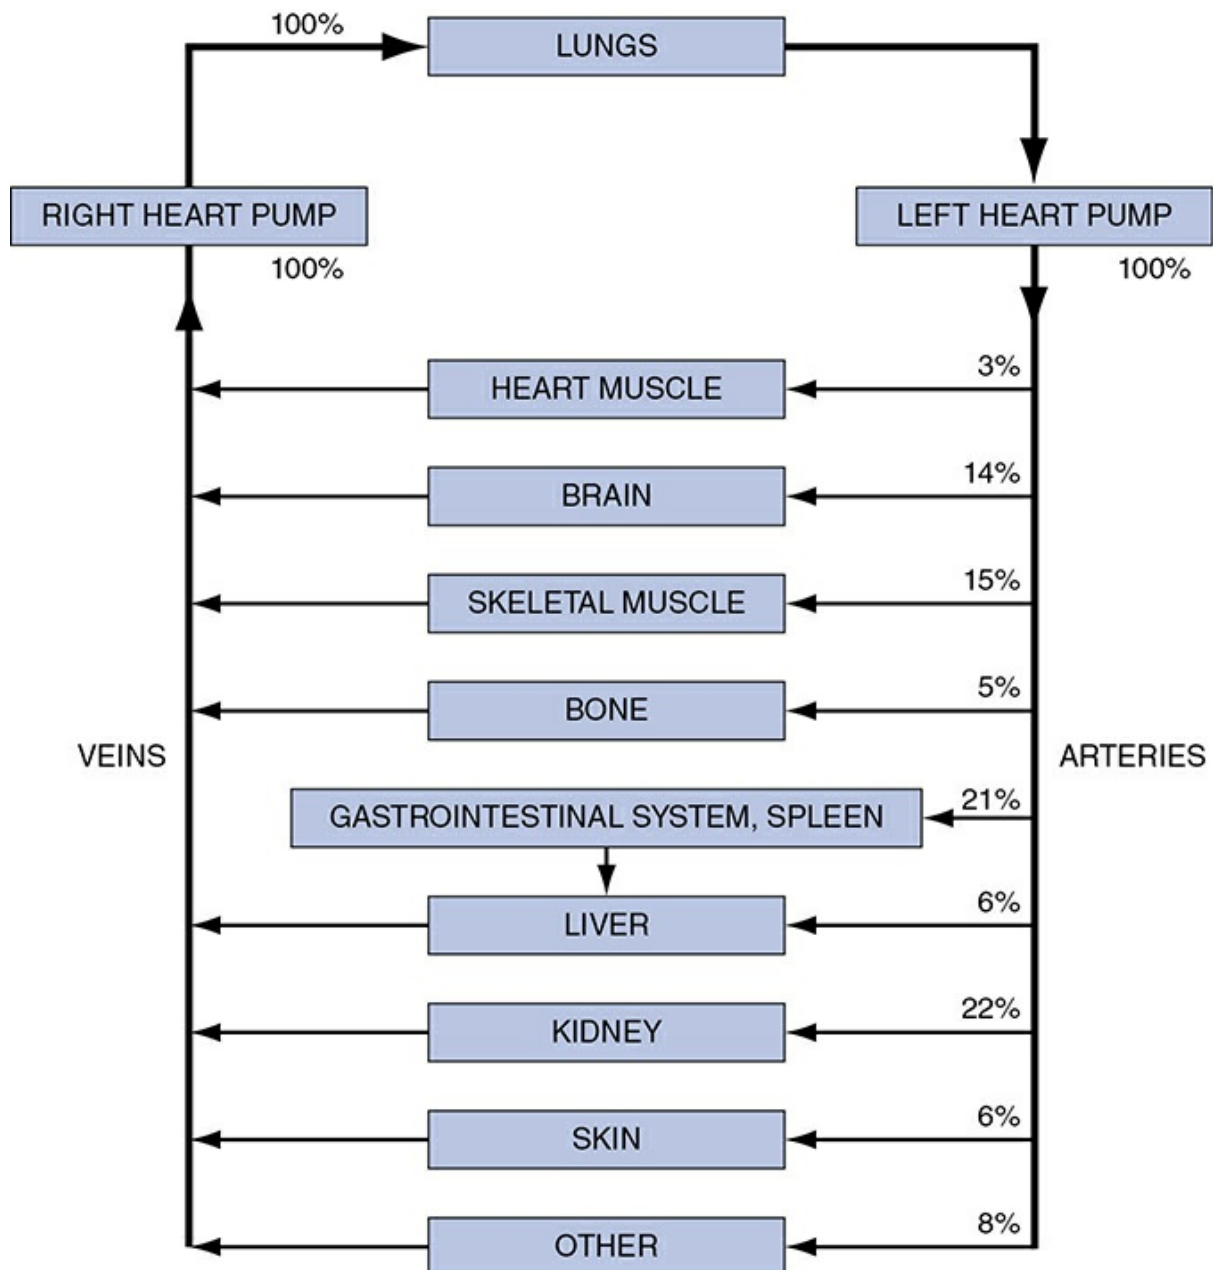 100%
LUNGS
RIGHT HEART PUMP
LEFT HEART PUMP
100%
100%
3%
HEART MUSCLE
14%
BRAIN
15%
SKELETAL MUSCLE
5%
BONE
VEINS
ARTERIES
21%
GASTROINTESTINAL SYSTEM, SPLEEN
6%
LIVER
22%
KIDNEY
6%
SKIN
8%
OTHER